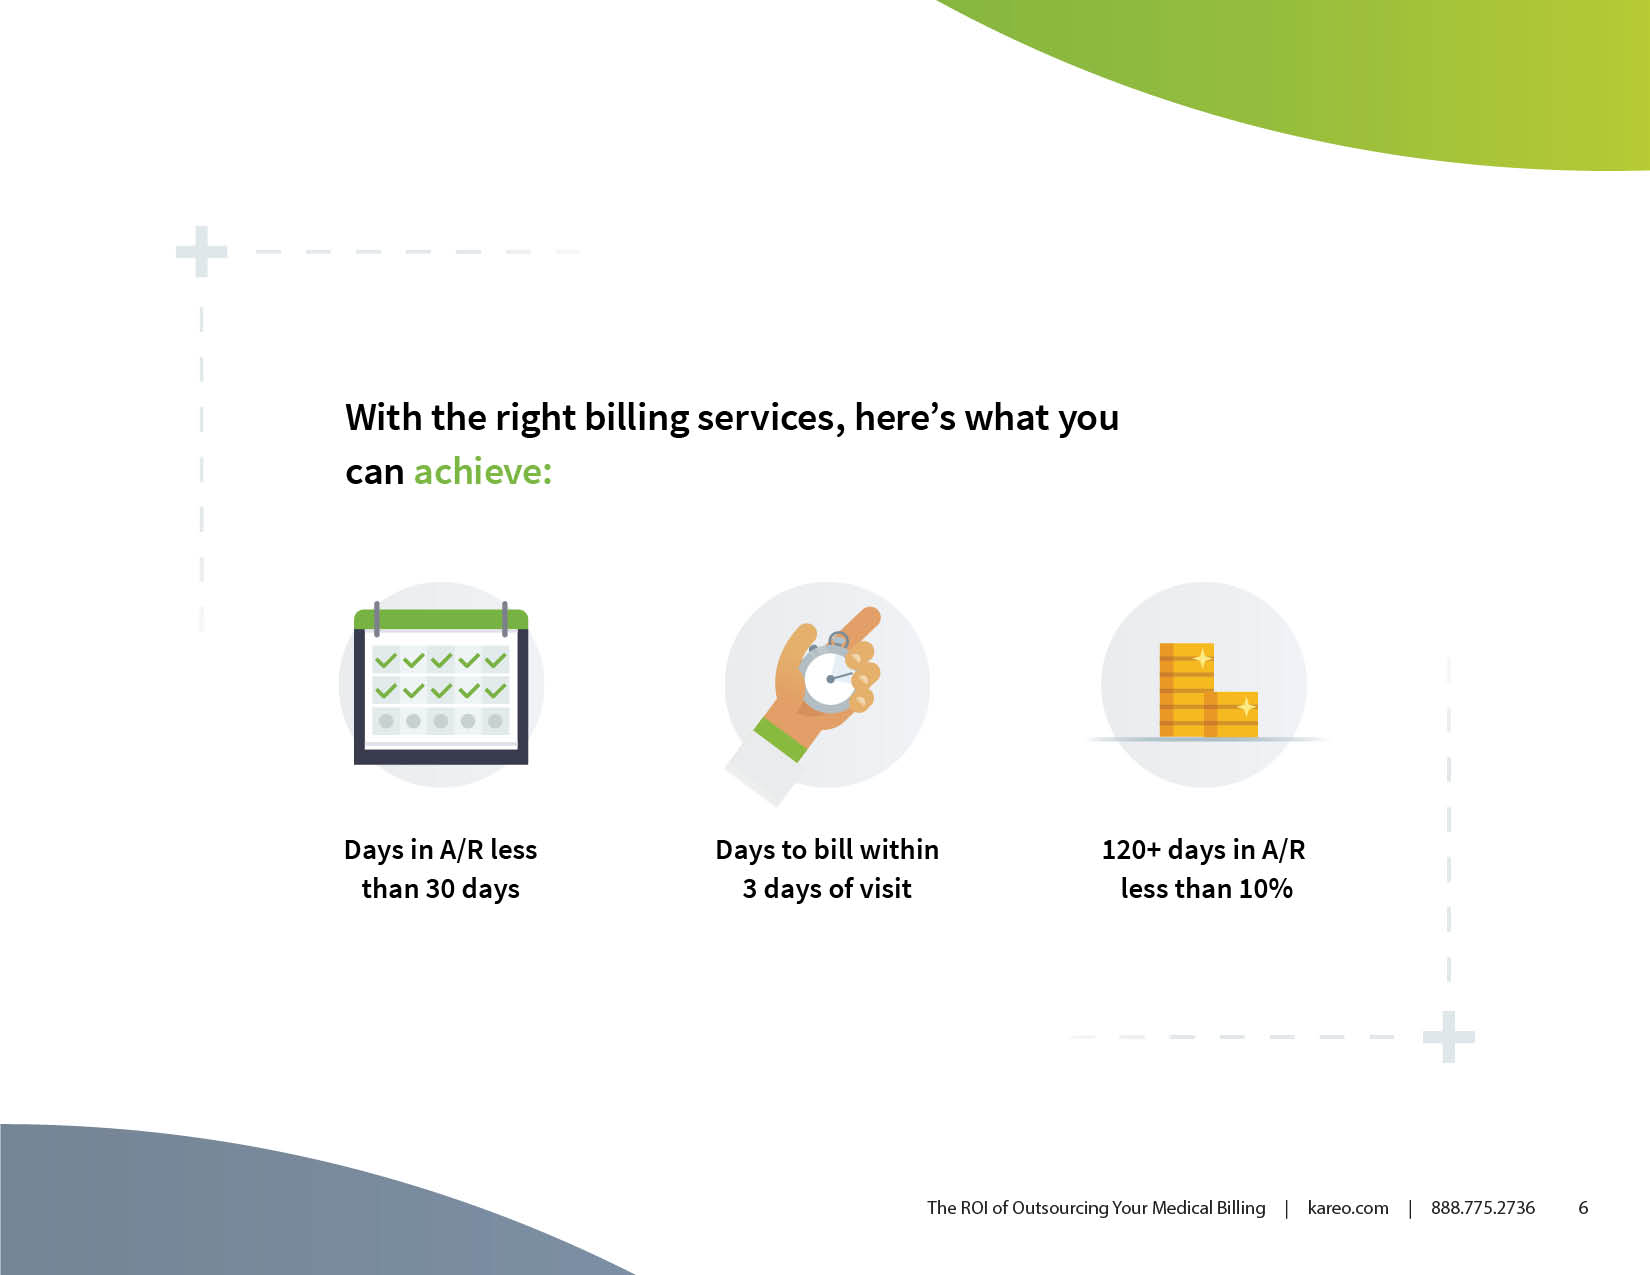 With the right billing services, here’s what you
can achieve:
Days in A/R less
than 30 days
Days to bill within
3 days of visit
120+ days in A/R
less than 10%
The ROI of Outsourcing Your Medical Billing | kareo.com | 888.775.2736 6